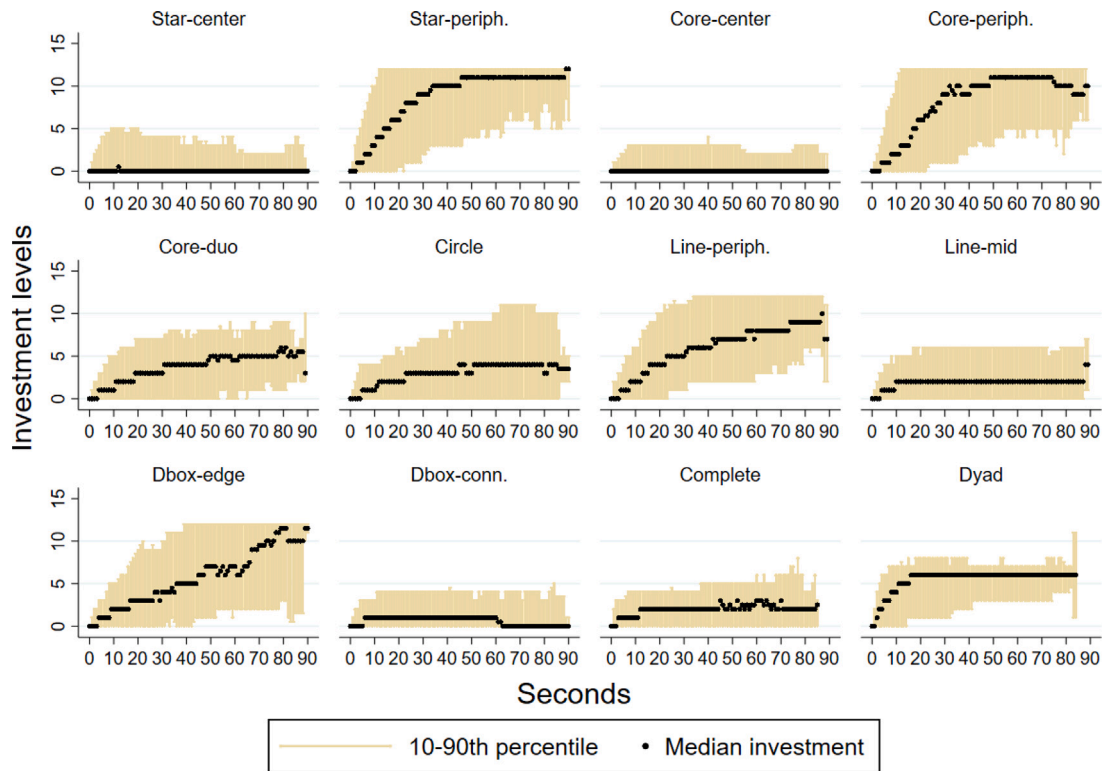 Star-center Star-periph. Core-center Core-periph.
15
10
5
0
0 10 20 30 40 50 60 70 80 90 0 10 20 30 40 50 60 70 80 90 0 10 20 30 40 50 60 70 80 90 0 10 20 30 40 50 60 70 80 90
Investment levels
Core-duo Circle Line-periph. Line-mid
15
10
5
0
0 10 20 30 40 50 60 70 80 90 0 10 20 30 40 50 60 70 80 90 0 10 20 30 40 50 60 70 80 90 0 10 20 30 40 50 60 70 80 90
Dbox-edge Dbox-conn. Complete Dyad
15
10
5
0
0 10 20 30 40 50 60 70 80 90 0 10 20 30 40 50 60 70 80 90 0 10 20 30 40 50 60 70 80 90 0 10 20 30 40 50 60 70 80 90
Seconds
10-90th percentile Median investment